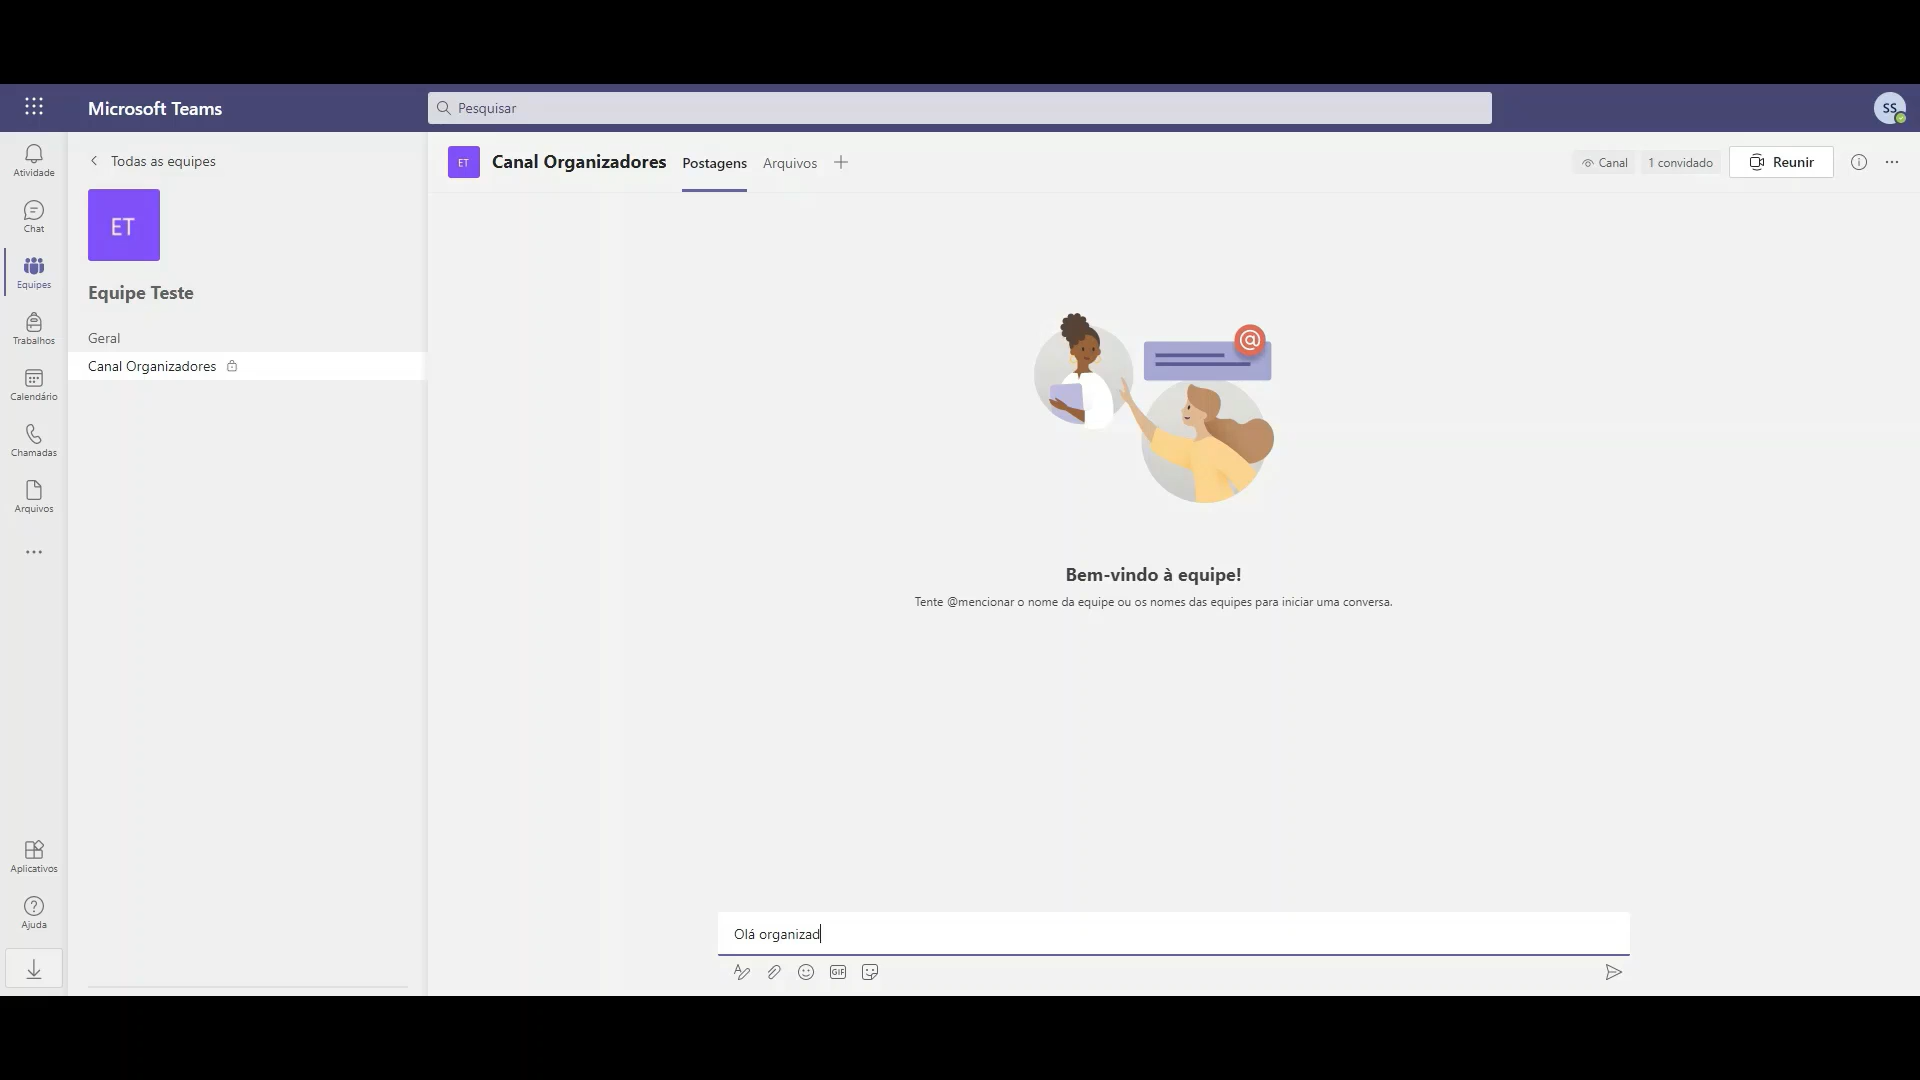 Microsoft Teams
Pesquisar
SS
Atividade
Chat
Equipes
Trabalhos
Calendário
Chamadas
Arquivos
Aplicativos
Ajuda
Todas as equipes
ET
Equipe Teste
Geral
Canal Organizadores
ET
Canal Organizadores
Postagens
Arquivos
Canal
1 convidado
Reunir
@
Bem-vindo à equipe!
Tente @mencionar o nome da equipe ou os nomes das equipes para iniciar uma conversa.
Olá organizad
GIF